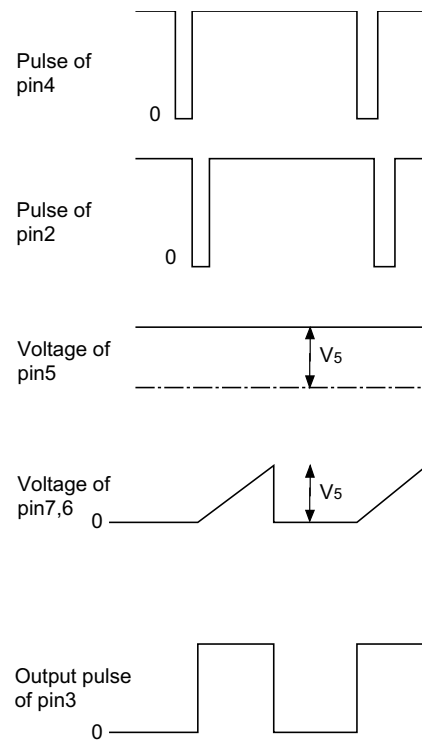 Pulse of
pin4
0
Pulse of
pin2
0
Voltage of
pin5
V5
Voltage of
pin7,6
0
V5
Output pulse
of pin3
0